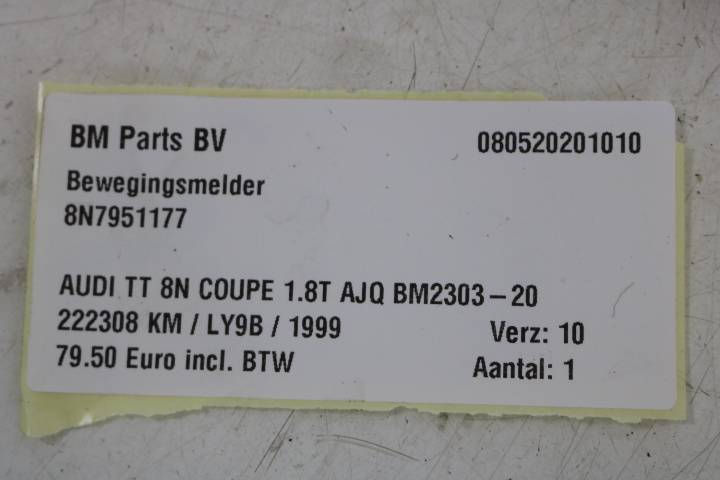 BM Parts BV 080520201010
Bewegingsmelder
8N7951177
AUDI TT 8N COUPE 1.8T AJQ BM2303-20
222308 KM / LY9B / 1999 Verz: 10
79.50 Euro incl. BTW Aantal: 1